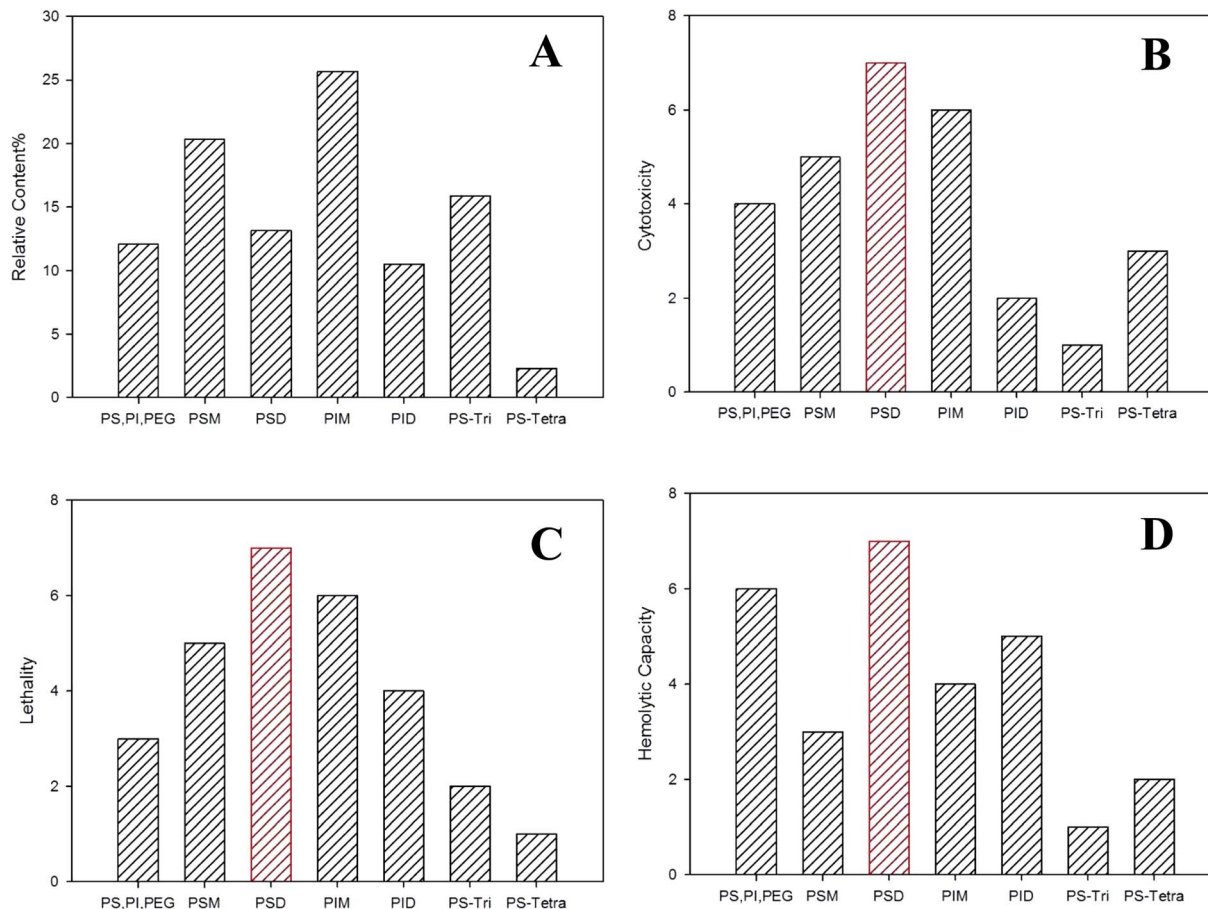 A
Relative Content%
30
25
20
15
10
5
0
PS,PI,PEG PSM PSD PIM PID PS-Tri PS-Tetra
B
Cytotoxicity
8
6
4
2
0
PS,PI,PEG PSM PSD PIM PID PS-Tri PS-Tetra
C
Lethality
8
6
4
2
0
PS,PI,PEG PSM PSD PIM PID PS-Tri PS-Tetra
D
Hemolytic Capacity
8
6
4
2
0
PS,PI,PEG PSM PSD PIM PID PS-Tri PS-Tetra